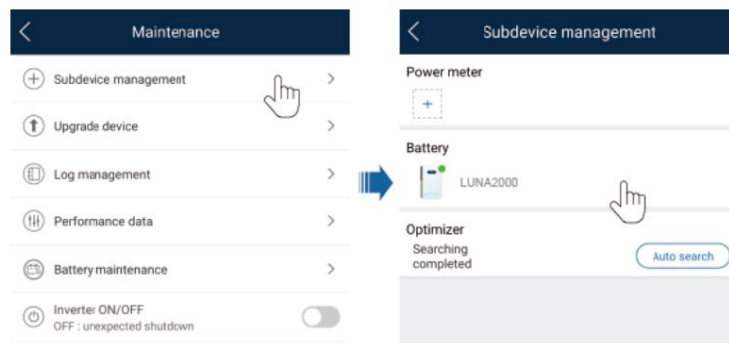 Maintenance
Subdevice management
Upgrade device
Log management
Performance data
Battery maintenance
Inverter ON/OFF
OFF : unexpected shutdown
Subdevice management
Power meter
+
Battery
LUNA2000
Optimizer
Searching
completed
Auto search